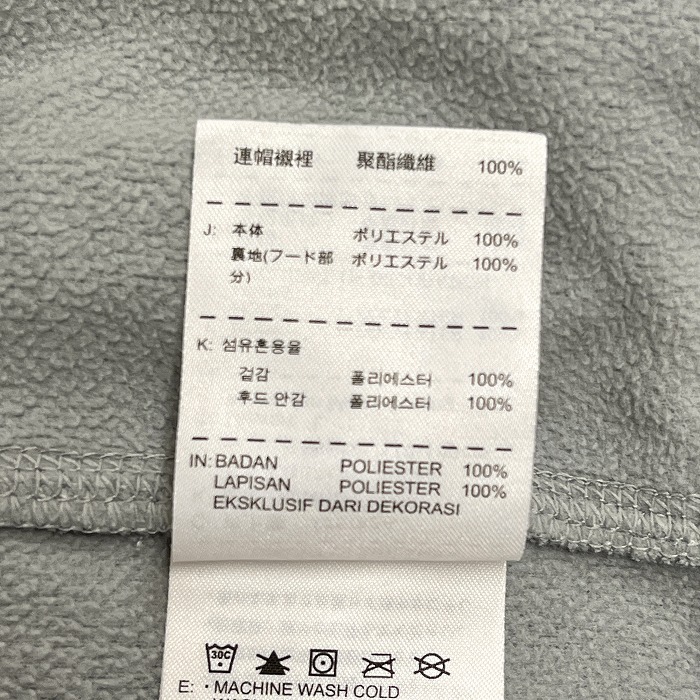 連帽襯裡 聚酯纖維 100%
J: 本体 ポリエステル 100%
裏地(フード部 ポリエステル 100%
分)
K: 섬유혼용율
겉감 폴리에스터 100%
후드 안감 폴리에스터 100%
IN: BADAN POLIESTER 100%
LAPISAN POLIESTER 100%
EKSKLUSIF DARI DEKORASI
30C
E: · MACHINE WASH COLD